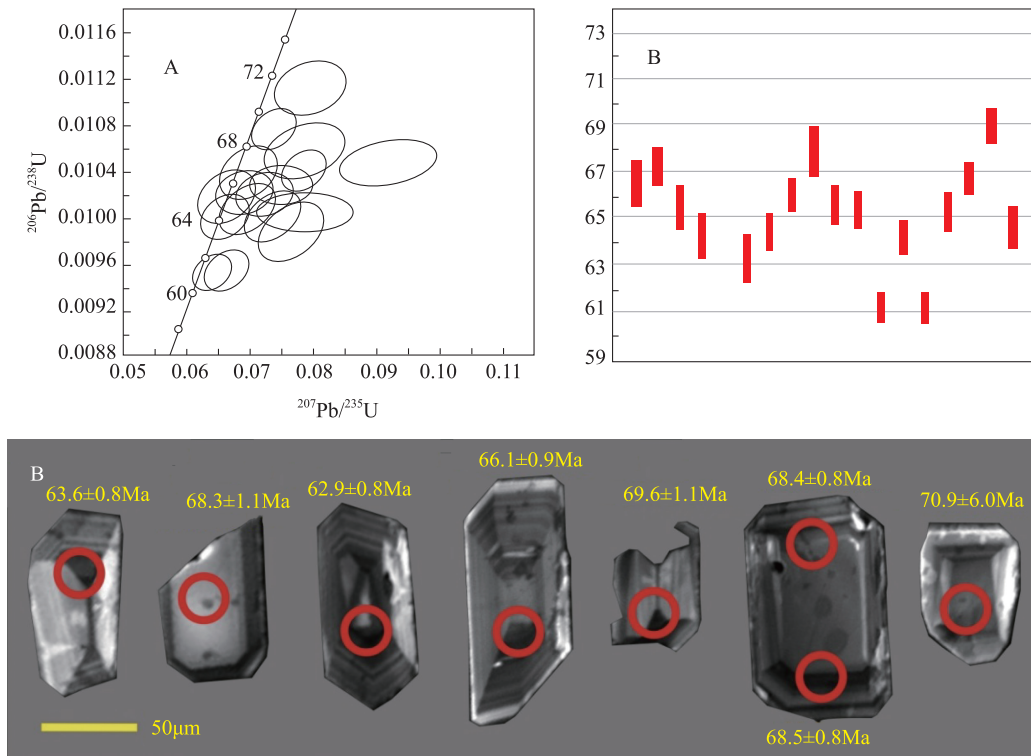 0.0116
0.0112
0.0108
0.0104
0.0100
0.0096
0.0092
0.0088
206Pb/238U
A
72
68
64
60
0.05 0.06 0.07 0.08 0.09 0.10 0.11
207Pb/235U
B
73
71
69
67
65
63
61
59
B
63.6±0.8Ma
68.3±1.1Ma
62.9±0.8Ma
66.1±0.9Ma
69.6±1.1Ma
68.4±0.8Ma
70.9±6.0Ma
68.5±0.8Ma
50μm